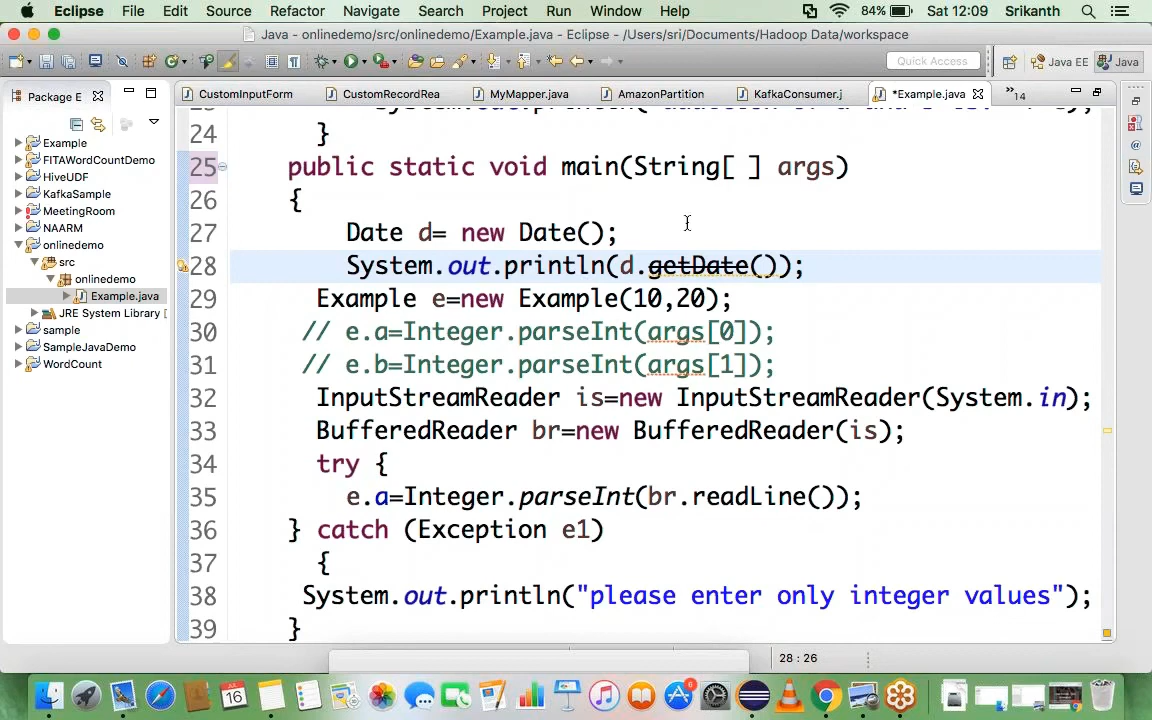 Eclipse File Edit Source Refactor Navigate Search Project Run Window Help 84% Sat 12:09 Srikanth
Java - onlinedemo/src/onlinedemo/Example.java - Eclipse - /Users/sri/Documents/Hadoop Data/workspace
Quick Access Java EE Java
Package E
CustomInputForm CustomRecordRea MyMapper.java AmazonPartition KafkaConsumer.j *Example.java »14
Example
FITAWordCountDemo
HiveUDF
KafkaSample
MeetingRoom
NAARM
onlinedemo
src
onlinedemo
Example.java
JRE System Library [
sample
SampleJavaDemo
WordCount
24 }
25 public static void main(String[ ] args)
26 {
27 Date d= new Date();
28 System.out.println(d.getDate());
29 Example e=new Example(10,20);
30 // e.a=Integer.parseInt(args[0]);
31 // e.b=Integer.parseInt(args[1]);
32 InputStreamReader is=new InputStreamReader(System.in);
33 BufferedReader br=new BufferedReader(is);
34 try {
35 e.a=Integer.parseInt(br.readLine());
36 } catch (Exception e1)
37 {
38 System.out.println("please enter only integer values");
39 }
28 : 26
16
6